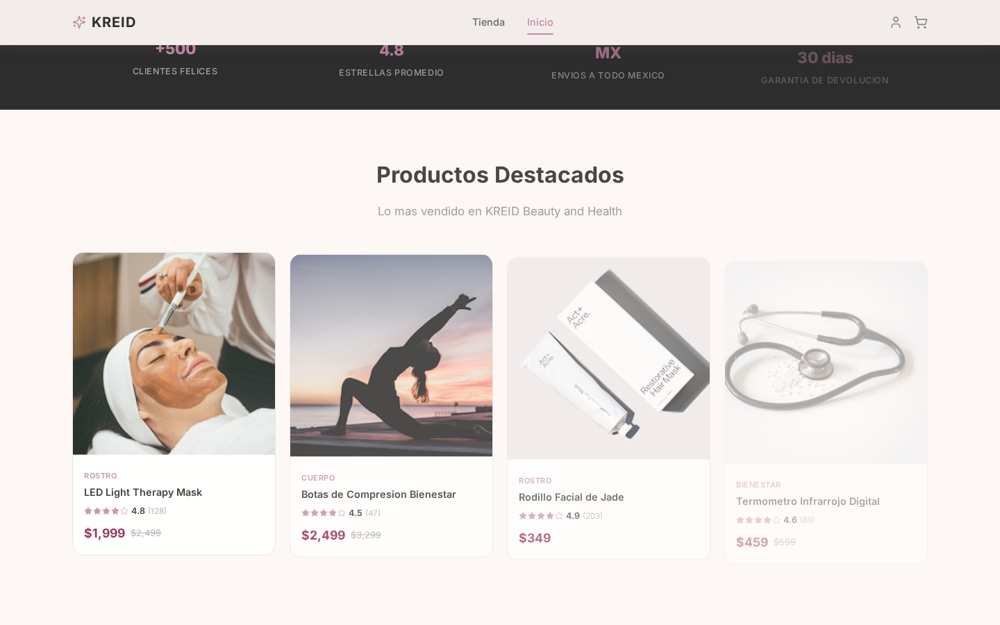 KREID
Tienda
Inicio
+500
4.8
MX
30 dias
CLIENTES FELICES
ESTRELLAS PROMEDIO
ENVIOS A TODO MEXICO
GARANTIA DE DEVOLUCION
Productos Destacados
Lo mas vendido en KREID Beauty and Health
Act+
Acre.
Restorative
Hair Mask
Act+
Acre.
ROSTRO
LED Light Therapy Mask
4.8 (128)
$1,999 $2,499
CUERPO
Botas de Compresion Bienestar
4.5 (47)
$2,499 $3,299
ROSTRO
Rodillo Facial de Jade
4.9 (203)
$349
BIENESTAR
Termometro Infrarrojo Digital
4.6 (89)
$459 $599